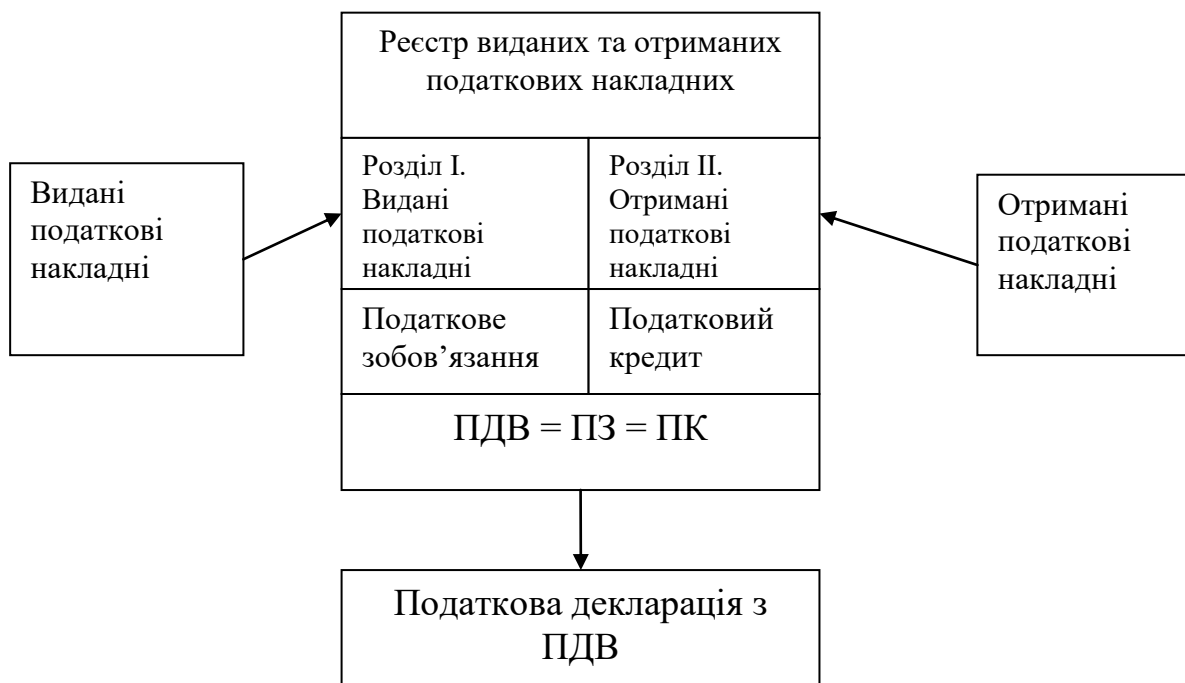 Реєстр виданих та отриманих
податкових накладних
Видані
податкові
накладні
Розділ І.
Видані
податкові
накладні
Розділ ІІ.
Отримані
податкові
накладні
Отримані
податкові
накладні
Податкове
зобов’язання
Податковий
кредит
ПДВ = ПЗ = ПК
Податкова декларація з
ПДВ